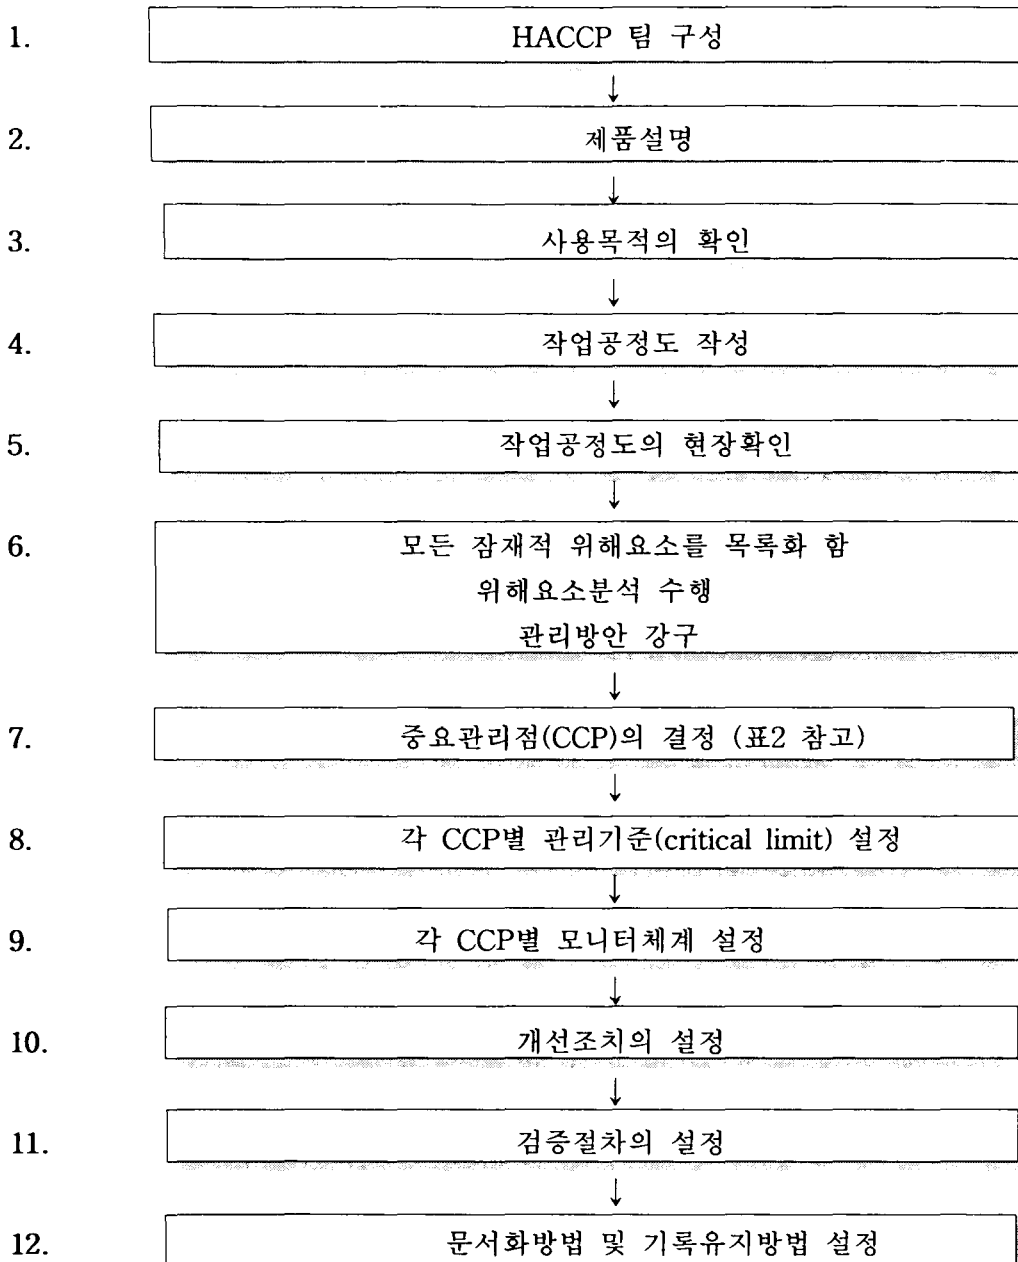 1. HACCP 팀 구성
2. 제품설명
3. 사용목적의 확인
4. 작업공정도 작성
5. 작업공정도의 현장확인
6. 모든 잠재적 위해요소를 목록화 함
위해요소분석 수행
관리방안 강구
7. 중요관리점(CCP)의 결정 (표2 참고)
8. 각 CCP별 관리기준(critical limit) 설정
9. 각 CCP별 모니터체계 설정
10. 개선조치의 설정
11. 검증절차의 설정
12. 문서화방법 및 기록유지방법 설정